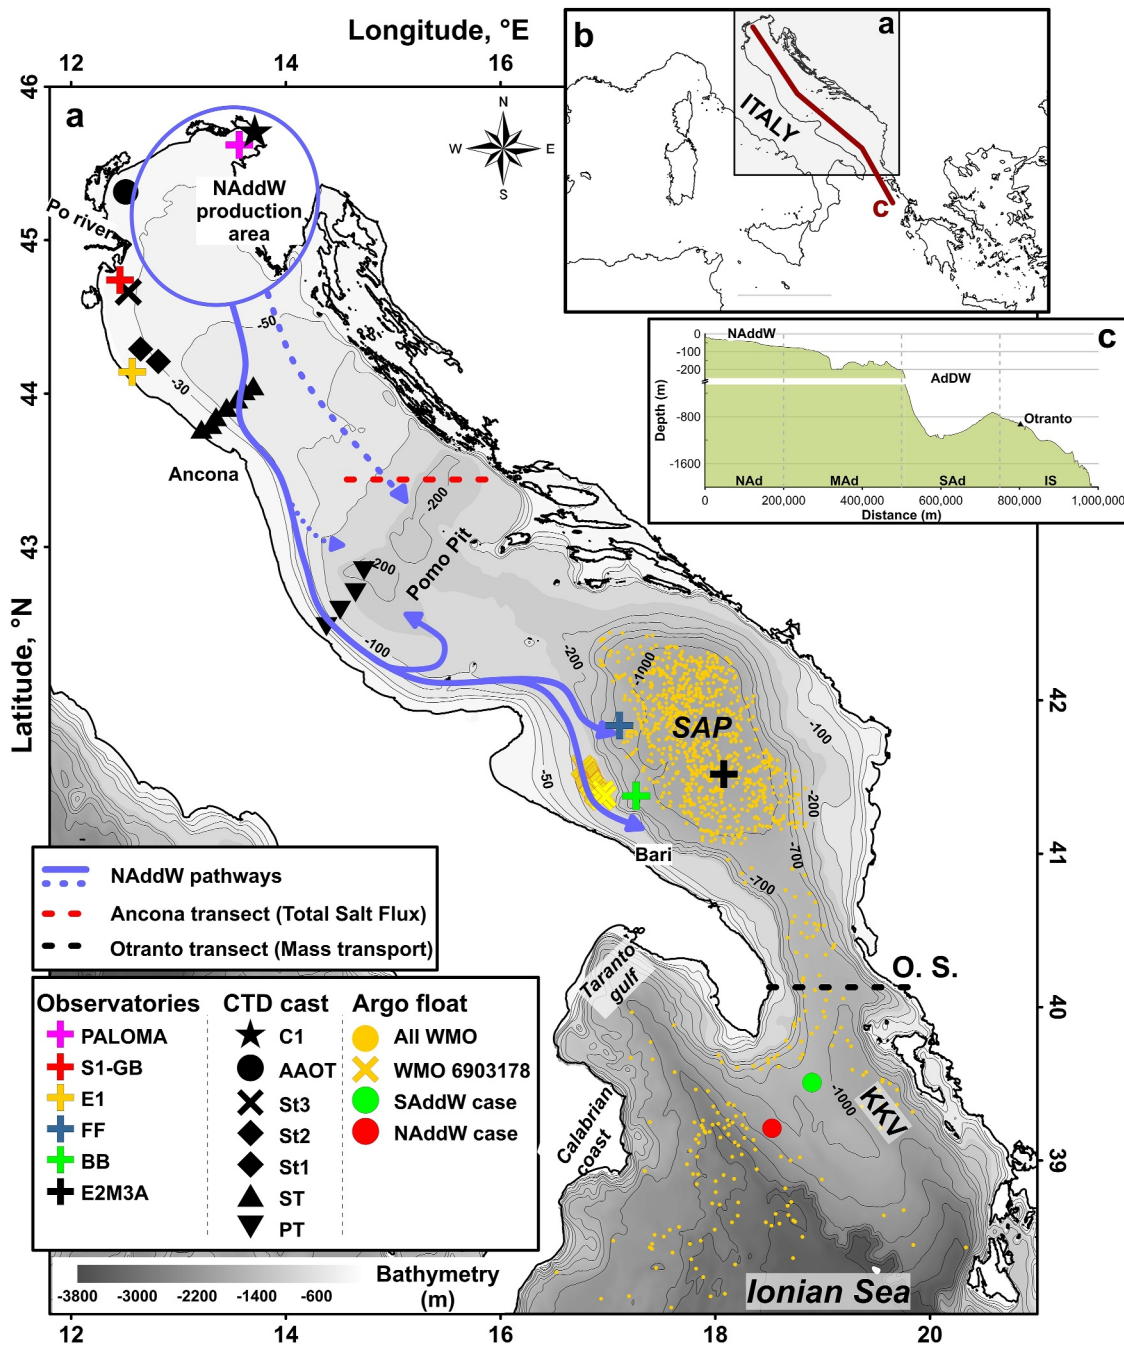 Longitude, °E
12
14
16
46
45
44
43
42
41
40
39
a
N
W
E
S
NAddW
production
area
Po river
-50
-30
Ancona
-200
-200
Pomo Pit
-100
-200
-1000
SAP
-100
-50
-200
Bari
-700
-700
Taranto
gulf
O. S.
-1000
KKV
Calabrian
coast
Ionian Sea
Latitude, °N
b
a
ITALY
c
c
Depth (m)
0
-100
-200
-800
-1600
NAddW
AdDW
Otranto
NAd
MAd
SAd
IS
0
200,000
400,000
600,000
800,000
1,000,000
Distance (m)
NAddW pathways
Ancona transect (Total Salt Flux)
Otranto transect (Mass transport)
Observatories
PALOMA
S1-GB
E1
FF
BB
E2M3A
CTD cast
C1
AAOT
St3
St2
St1
ST
PT
Argo float
All WMO
WMO 6903178
SAddW case
NAddW case
Bathymetry
(m)
-3800
-3000
-2200
-1400
-600
12
14
16
18
20